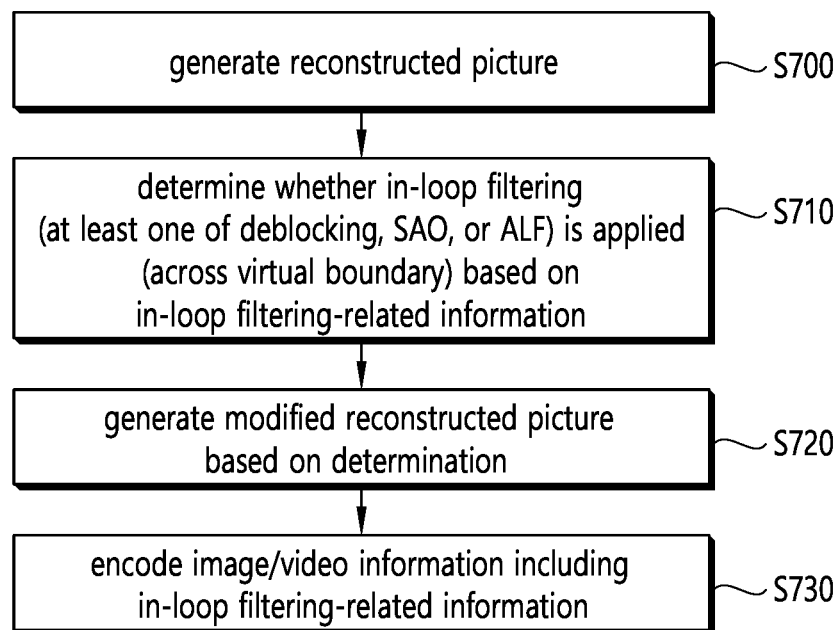 generate reconstructed picture
S700
determine whether in-loop filtering
(at least one of deblocking, SAO, or ALF) is applied
(across virtual boundary) based on
in-loop filtering-related information
S710
generate modified reconstructed picture
based on determination
S720
encode image/video information including
in-loop filtering-related information
S730